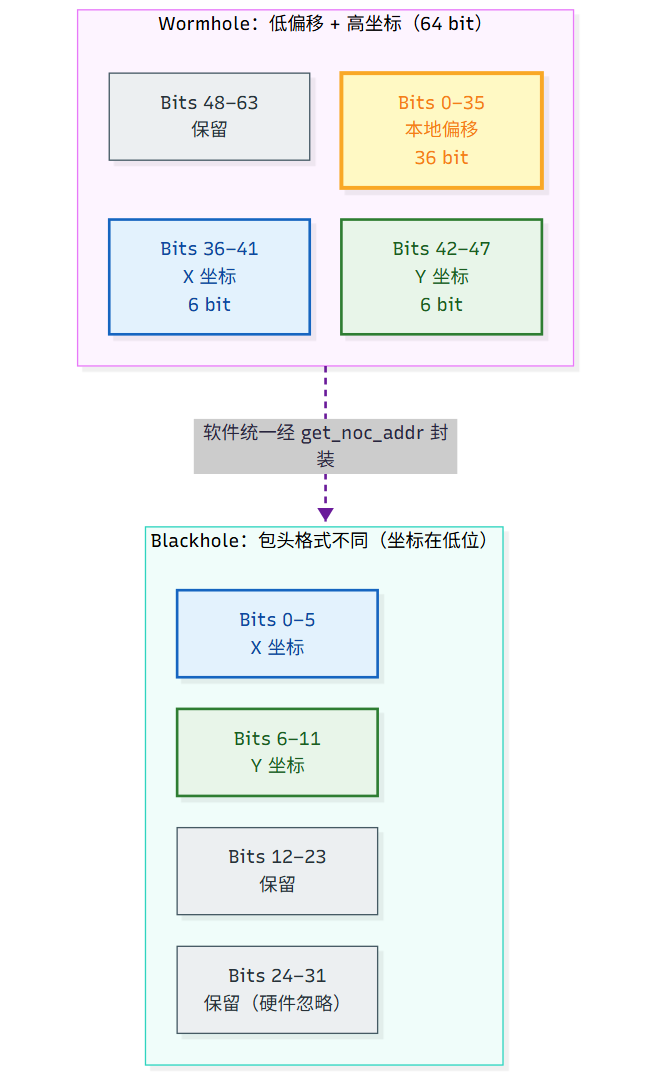 Wormhole：低偏移 + 高坐标（64 bit）
Bits 48–63
保留
Bits 0–35
本地偏移
36 bit
Bits 36–41
X 坐标
6 bit
Bits 42–47
Y 坐标
6 bit
软件统一经 get_noc_addr 封
装
Blackhole：包头格式不同（坐标在低位）
Bits 0–5
X 坐标
Bits 6–11
Y 坐标
Bits 12–23
保留
Bits 24–31
保留（硬件忽略）